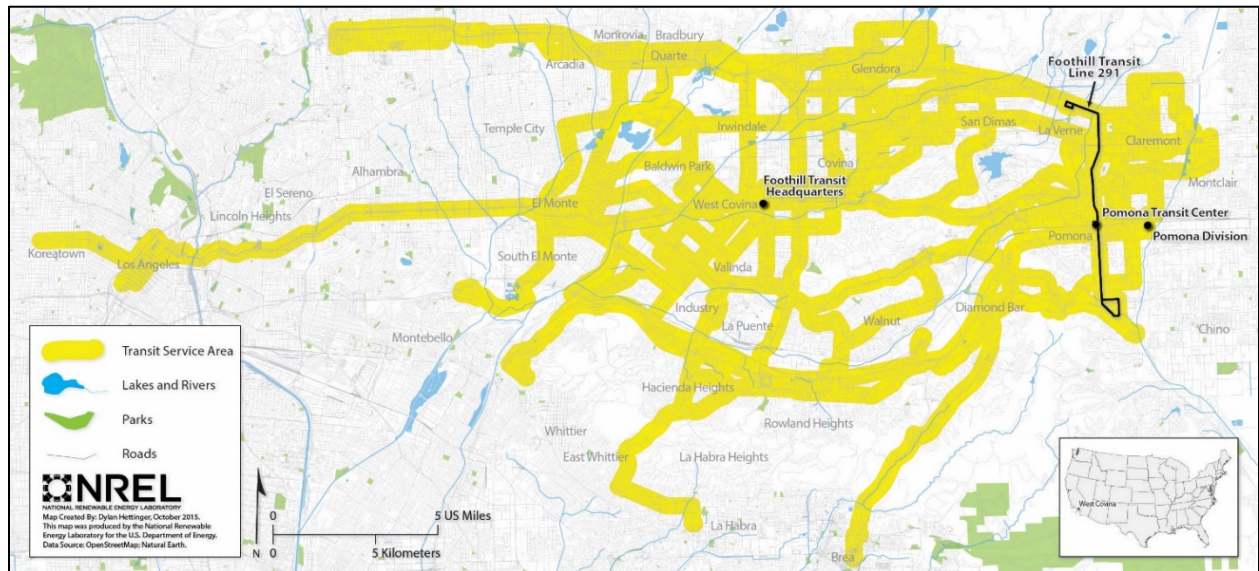 Monrovia
Bradbury
Arcadia
Duarte
Glendora
Foothill Transit
Line 291
Temple City
Irwindale
San Dimas
La Verne
Claremont
Alhambra
Baldwin Park
Covina
Foothill Transit
Headquarters
El Sereno
Lincoln Heights
El Monte
West Covina
Montclair
Pomona Transit Center
Koreatown
Los Angeles
South El Monte
Pomona
Pomona Division
Valinda
Industry
Diamond Bar
La Puente
Walnut
Montebello
Chino
Hacienda Heights
Rowland Heights
Whittier
East Whittier
La Habra Heights
La Habra
Brea
Transit Service Area
Lakes and Rivers
Parks
Roads
NREL
NATIONAL RENEWABLE ENERGY LABORATORY
Map Created By: Dylan Hettinger, October 2015.
This map was produced by the National Renewable
Energy Laboratory for the U.S. Department of Energy.
Data Source: OpenStreetMap; Natural Earth.
N
0 5 US Miles
0 5 Kilometers
West Covina